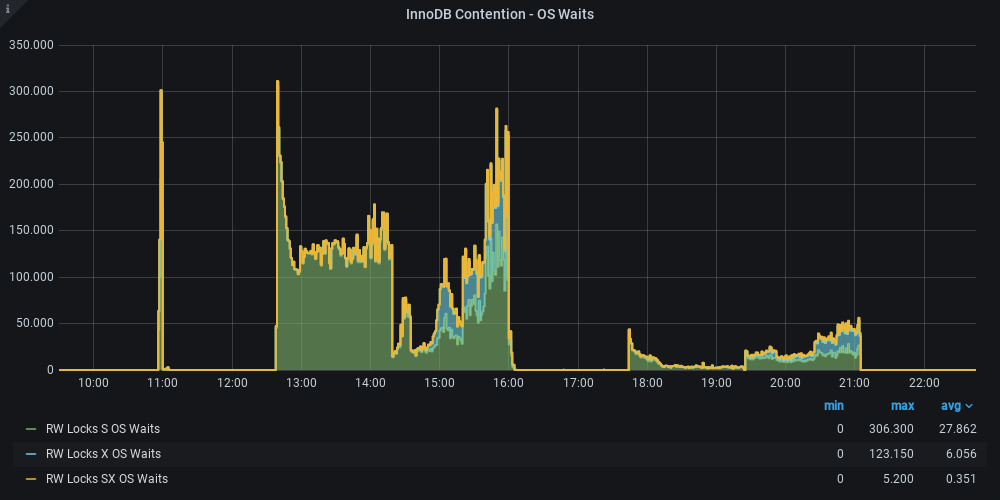 i
InnoDB Contention - OS Waits
350.000
300.000
250.000
200.000
150.000
100.000
50.000
0
10:00 11:00 12:00 13:00 14:00 15:00 16:00 17:00 18:00 19:00 20:00 21:00 22:00
min max avg
RW Locks S OS Waits 0 306.300 27.862
RW Locks X OS Waits 0 123.150 6.056
RW Locks SX OS Waits 0 5.200 0.351